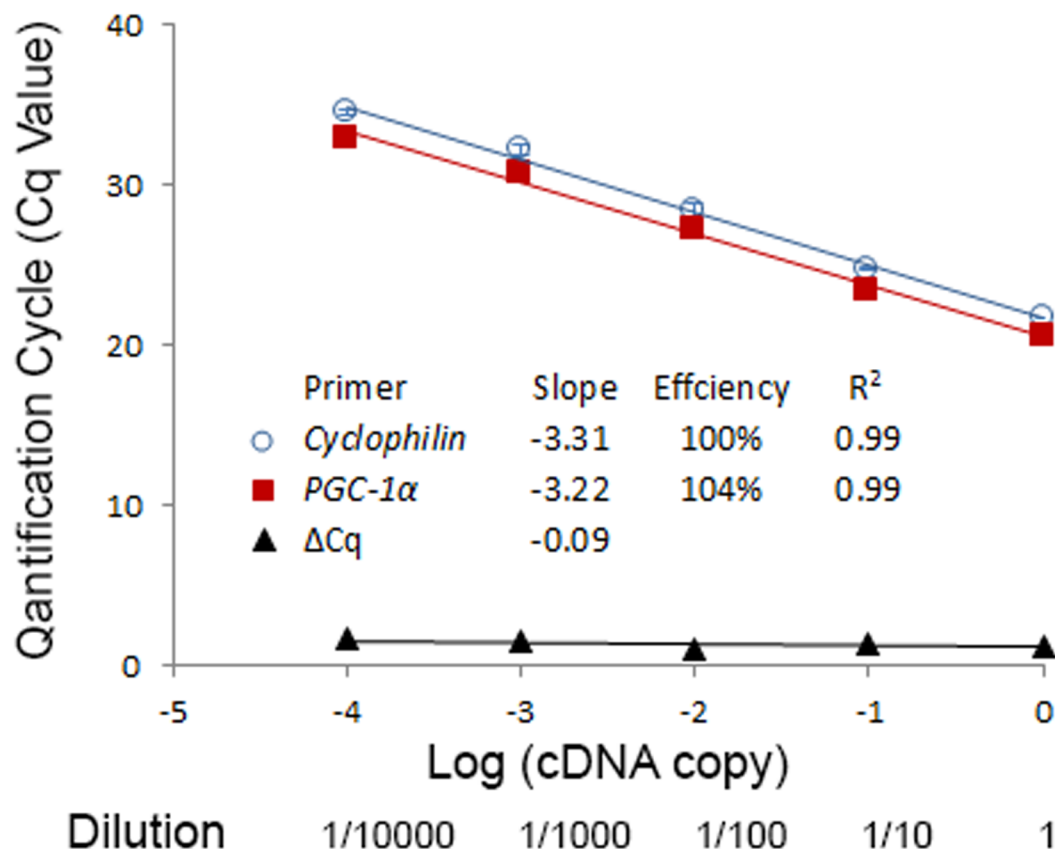 Qantification Cycle (Cq Value)
40
30
20
10
0
Primer Slope Effciency R²
Cyclophilin -3.31 100% 0.99
PGC-1α -3.22 104% 0.99
ΔCq -0.09
-5 -4 -3 -2 -1 0
Log (cDNA copy)
Dilution 1/10000 1/1000 1/100 1/10 1